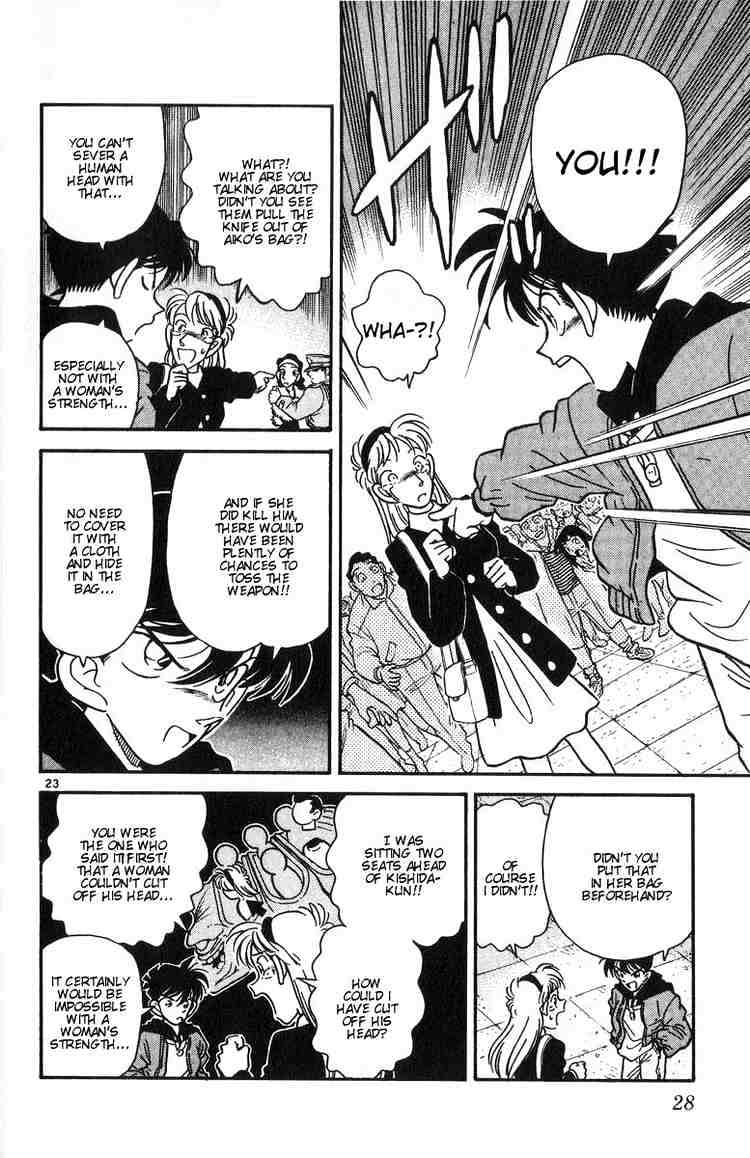 YOU!!!
WHA-?!
WHAT?!
WHAT ARE YOU
TALKING ABOUT?
DIDN'T YOU SEE
THEM PULL THE
KNIFE OUT OF
AIKO'S BAG?!
YOU CAN'T
SEVER A
HUMAN
HEAD WITH
THAT...
ESPECIALLY
NOT WITH
A WOMAN'S
STRENGTH...
AND IF SHE
DID KILL HIM,
THERE WOULD
HAVE BEEN
PLENTY OF
CHANCES TO
TOSS THE
WEAPON!!
NO NEED
TO COVER
IT WITH
A CLOTH
AND HIDE
IT IN THE
BAG...
23
DIDN'T YOU
PUT THAT
IN HER BAG
BEFOREHAND?
OF
COURSE
I DIDN'T!!
I WAS
SITTING TWO
SEATS AHEAD
OF KISHIDA-
KUN!!
HOW
COULD I
HAVE CUT
OFF HIS
HEAD?
YOU WERE
THE ONE WHO
SAID IT FIRST!
THAT A WOMAN
COULDN'T CUT
OFF HIS HEAD...
IT CERTAINLY
WOULD BE
IMPOSSIBLE
WITH A
WOMAN'S
STRENGTH...
28